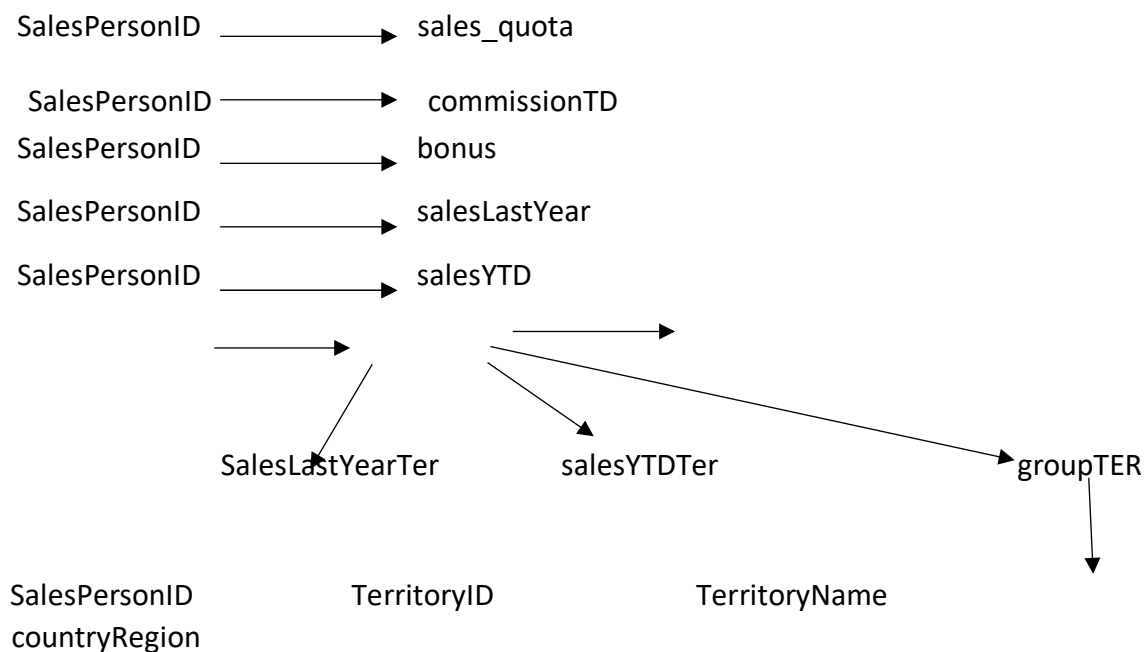 SalesPersonID sales_quota
SalesPersonID commissionTD
SalesPersonID bonus
SalesPersonID salesLastYear
SalesPersonID salesYTD
SalesLastYearTer salesYTDTer groupTER
SalesPersonID TerritoryID TerritoryName
countryRegion